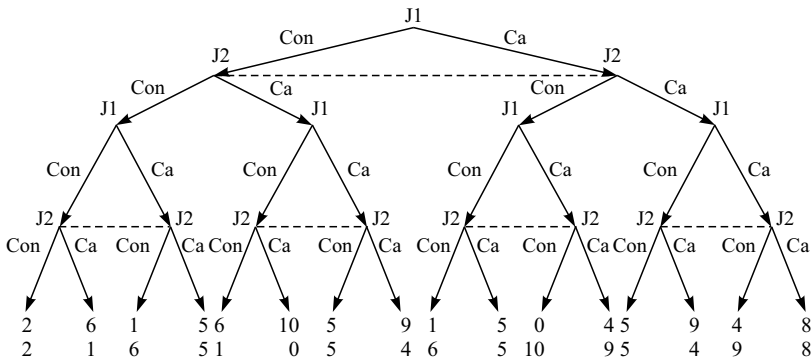 J1
Con Ca
J2 J2
Con Ca Con Ca
J1 J1 J1 J1
Con Ca Con Ca Con Ca Con Ca
J2 J2 J2 J2 J2 J2 J2 J2
Con Ca Con Ca Con Ca Con Ca Con Ca Con Ca Con Ca Con Ca
2 6 1 5 6 10 5 9 1 5 0 4 5 9 4 8
2 1 6 5 1 0 5 4 6 5 10 9 5 4 9 8